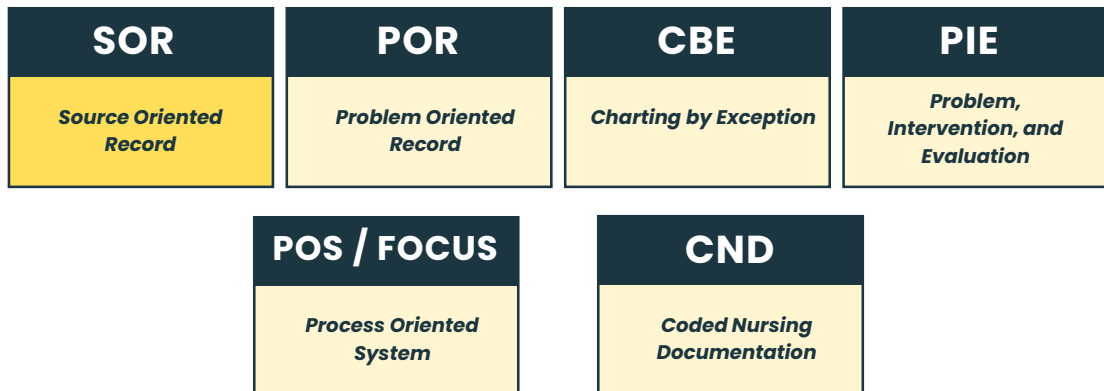 SOR
Source Oriented
Record
POR
Problem Oriented
Record
CBE
Charting by Exception
PIE
Problem,
Intervention, and
Evaluation
POS / FOCUS
Process Oriented
System
CND
Coded Nursing
Documentation